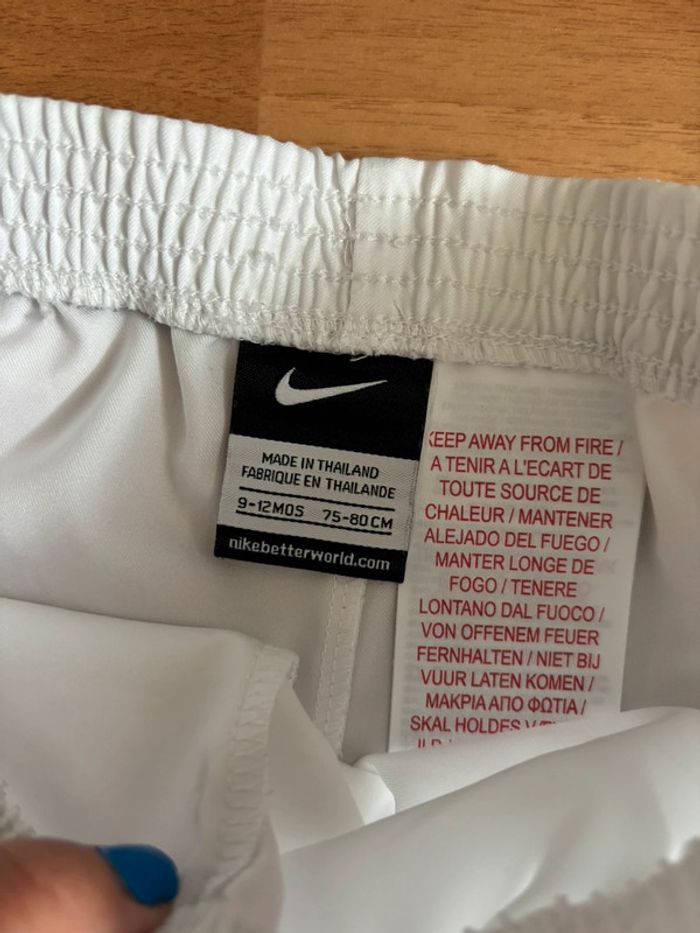 MADE IN THAILAND
FABRIQUE EN THAILANDE
9-12MOS 75-80CM
nikebetterworld.com
KEEP AWAY FROM FIRE /
A TENIR A L'ECART DE
TOUTE SOURCE DE
CHALEUR / MANTENER
ALEJADO DEL FUEGO /
MANTER LONGE DE
FOGO / TENERE
LONTANO DAL FUOCO /
VON OFFENEM FEUER
FERNHALTEN / NIET BIJ
VUUR LATEN KOMEN /
ΜΑΚΡΙΑ ΑΠΟ ΦΩΤΙΑ /
SKAL HOLDES